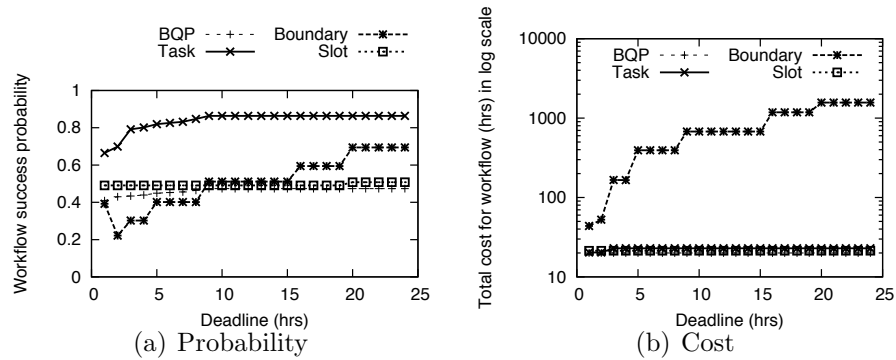 BQP Boundary
Task Slot
Workflow success probability
1
0.8
0.6
0.4
0.2
0
0 5 10 15 20 25
Deadline (hrs)
(a) Probability
Total cost for workflow (hrs) in log scale
10000
1000
100
10
BQP Boundary
Task Slot
0 5 10 15 20 25
Deadline (hrs)
(b) Cost